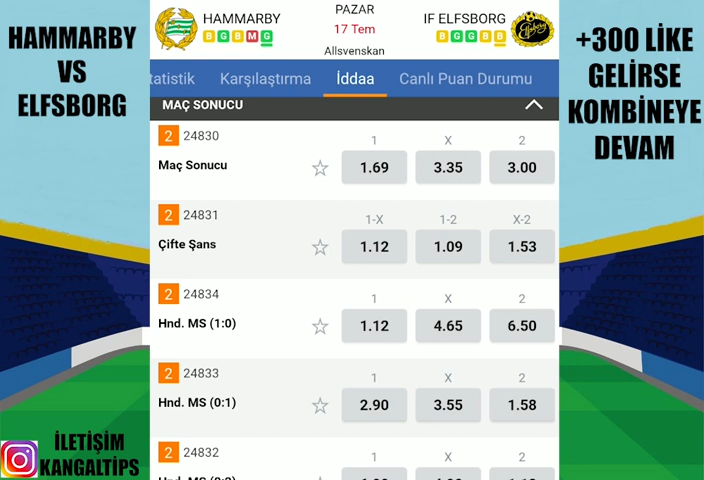 HAMMARBY
VS
ELFSBORG
HAMMARBY
B G B M G
PAZAR
17 Tem
Allsvenskan
IF ELFSBORG
B G G B B
+300 LİKE
GELİRSE
KOMBİNEYE
DEVAM
tatistik Karşılaştırma İddaa Canlı Puan Durumu
MAÇ SONUCU
2 24830 1 X 2
Maç Sonucu 1.69 3.35 3.00
2 24831 1-X 1-2 X-2
Çifte Şans 1.12 1.09 1.53
2 24834 1 X 2
Hnd. MS (1:0) 1.12 4.65 6.50
2 24833 1 X 2
Hnd. MS (0:1) 2.90 3.55 1.58
2 24832 1 X 2
İLETİŞİM
KANGALTİPS